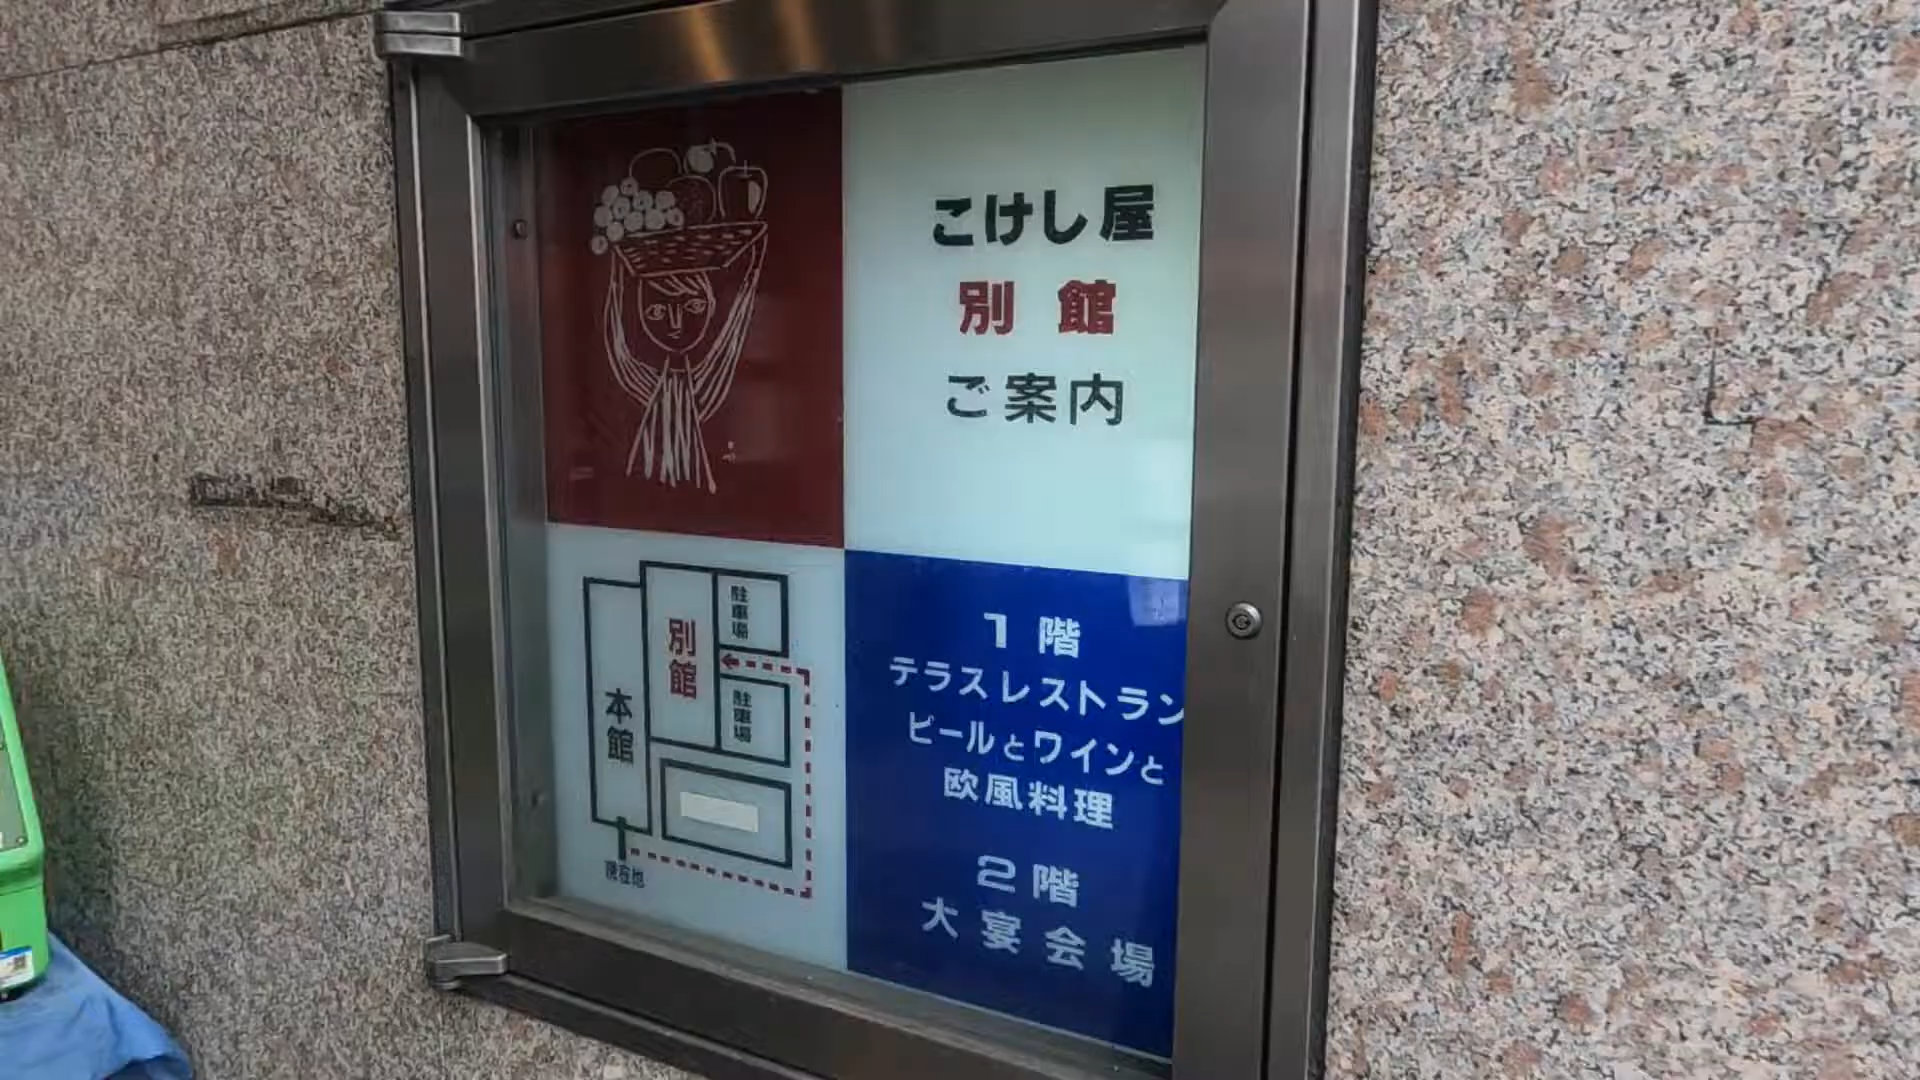 こけし屋
別館
ご案内
駐車場
別館
駐車場
本館
現在地
1階
テラスレストラン
ビールとワインと
欧風料理
2階
大宴会場